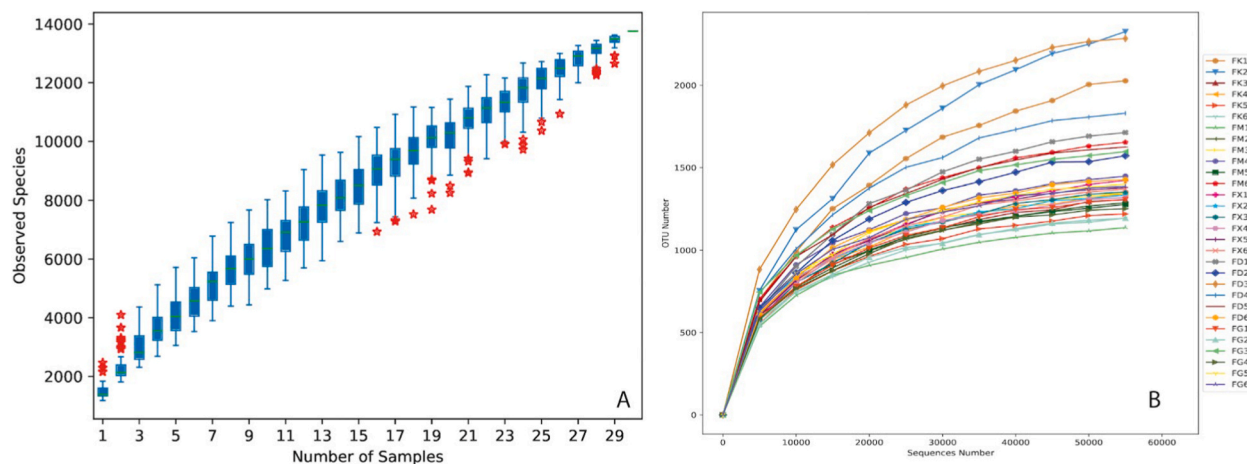 14000
12000
10000
8000
6000
4000
2000
Observed Species
1 3 5 7 9 11 13 15 17 19 21 23 25 27 29
Number of Samples
A
2000
1500
1000
500
0
OTU Number
0 10000 20000 30000 40000 50000 60000
Sequences Number
B
FK1
FK2
FK3
FK4
FK5
FK6
FM1
FM2
FM3
FM4
FM5
FM6
FX1
FX2
FX3
FX4
FX5
FX6
FD1
FD2
FD3
FD4
FD5
FD6
FG1
FG2
FG3
FG4
FG5
FG6